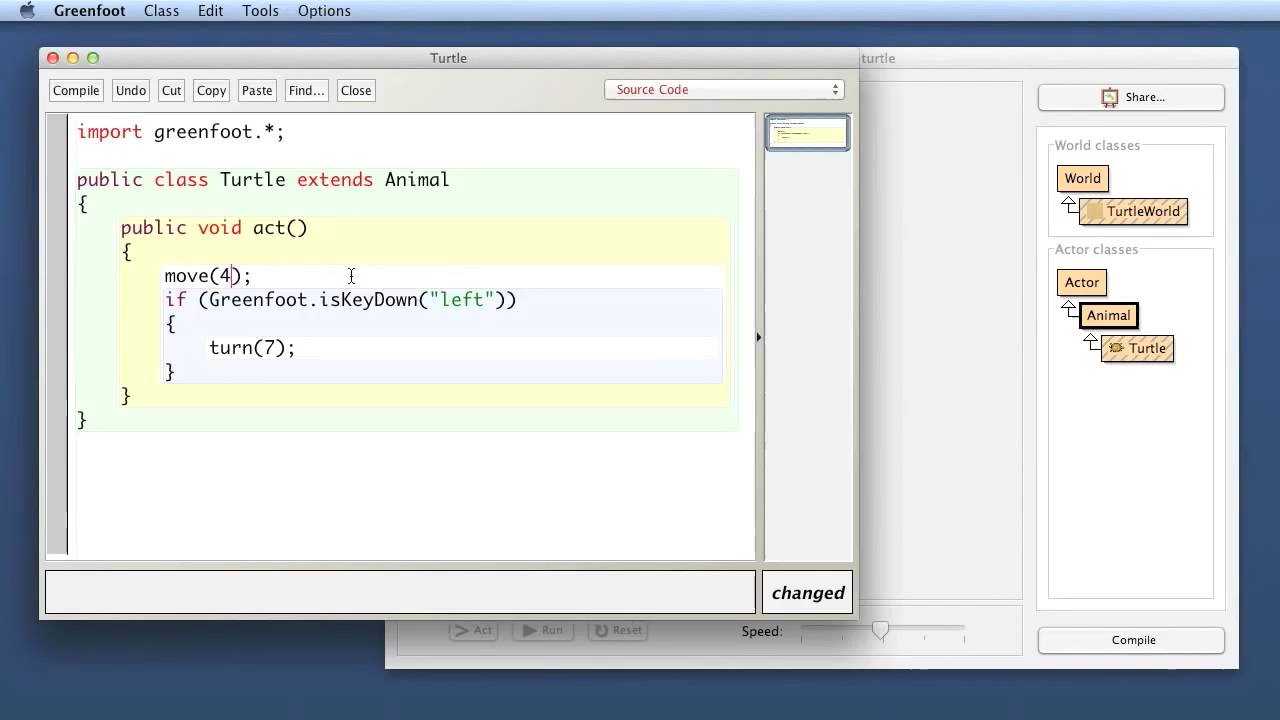 Greenfoot Class Edit Tools Options
Turtle
turtle
Compile Undo Cut Copy Paste Find... Close Source Code
Share...
import greenfoot.*;
public class Turtle extends Animal
{
public void act()
{
move(4);
if (Greenfoot.isKeyDown("left"))
{
turn(7);
}
}
}
World classes
World
TurtleWorld
Actor classes
Actor
Animal
Turtle
changed
Act Run Reset Speed:
Compile